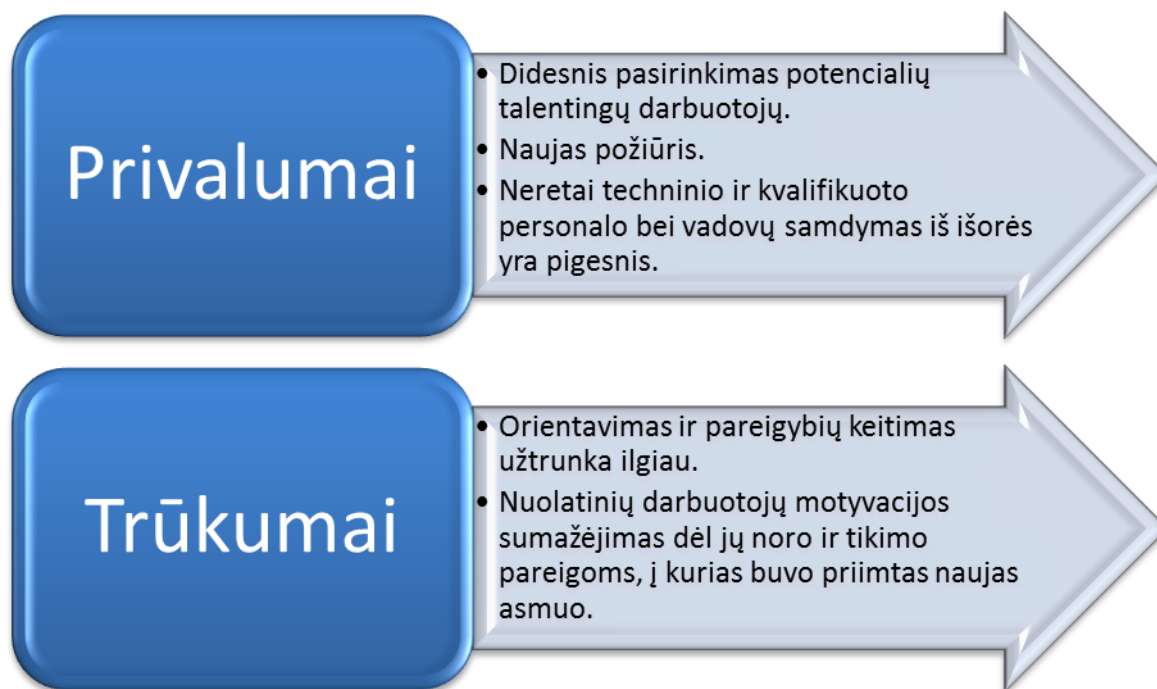 Privalumai
• Didesnis pasirinkimas potencialių
talentingų darbuotojų.
• Naujas požiūris.
• Neretai techninio ir kvalifikuoto
personalo bei vadovų samdymas iš išorės
yra pigesnis.
Trūkumai
• Orientavimas ir pareigybių keitimas
užtrunka ilgiau.
• Nuolatinių darbuotojų motyvacijos
sumažėjimas dėl jų noro ir tikimo
pareigoms, į kurias buvo priimtas naujas
asmuo.